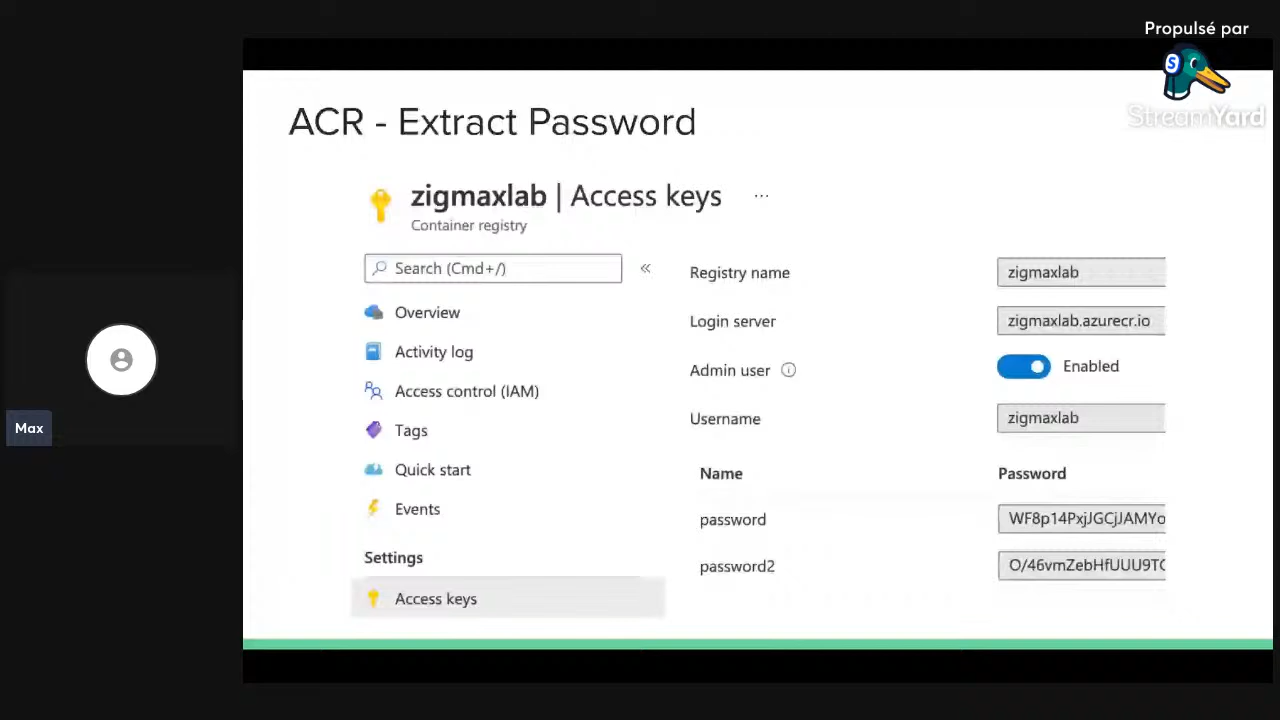 Propulsé par
StreamYard
ACR - Extract Password
zigmaxlab | Access keys ...
Container registry
Search (Cmd+/)
«
Overview
Activity log
Access control (IAM)
Tags
Quick start
Events
Settings
Access keys
Registry name zigmaxlab
Login server zigmaxlab.azurecr.io
Admin user Enabled
Username zigmaxlab
Name Password
password WF8p14PxjJGCjJAMYo
password2 O/46vmZebHfUUU9TC
Max